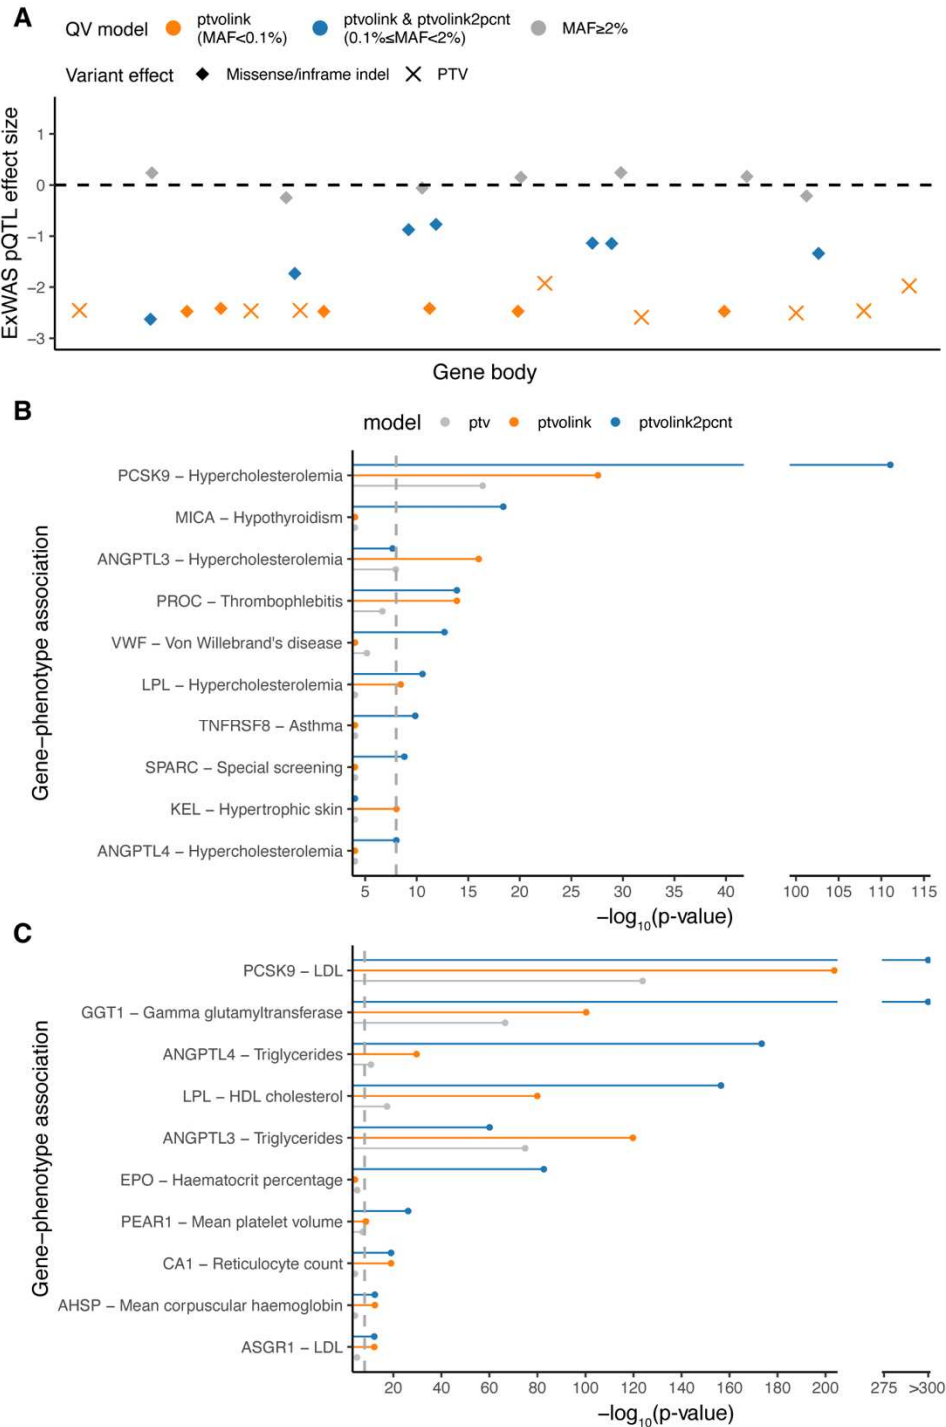 A
QV model
ptvolink
(MAF<0.1%)
ptvolink & ptvolink2pcnt
(0.1%≤MAF<2%)
MAF≥2%
Variant effect
Missense/inframe indel
PTV
ExWAS pQTL effect size
1
0
−1
−2
−3
Gene body
B
model
ptv
ptvolink
ptvolink2pcnt
Gene−phenotype association
PCSK9 − Hypercholesterolemia
MICA − Hypothyroidism
ANGPTL3 − Hypercholesterolemia
PROC − Thrombophlebitis
VWF − Von Willebrand's disease
LPL − Hypercholesterolemia
TNFRSF8 − Asthma
SPARC − Special screening
KEL − Hypertrophic skin
ANGPTL4 − Hypercholesterolemia
5 10 15 20 25 30 35 40 100 105 110 115
−log10(p-value)
C
Gene−phenotype association
PCSK9 − LDL
GGT1 − Gamma glutamyltransferase
ANGPTL4 − Triglycerides
LPL − HDL cholesterol
ANGPTL3 − Triglycerides
EPO − Haematocrit percentage
PEAR1 − Mean platelet volume
CA1 − Reticulocyte count
AHSP − Mean corpuscular haemoglobin
ASGR1 − LDL
20 40 60 80 100 120 140 160 180 200 275 >300
−log10(p-value)